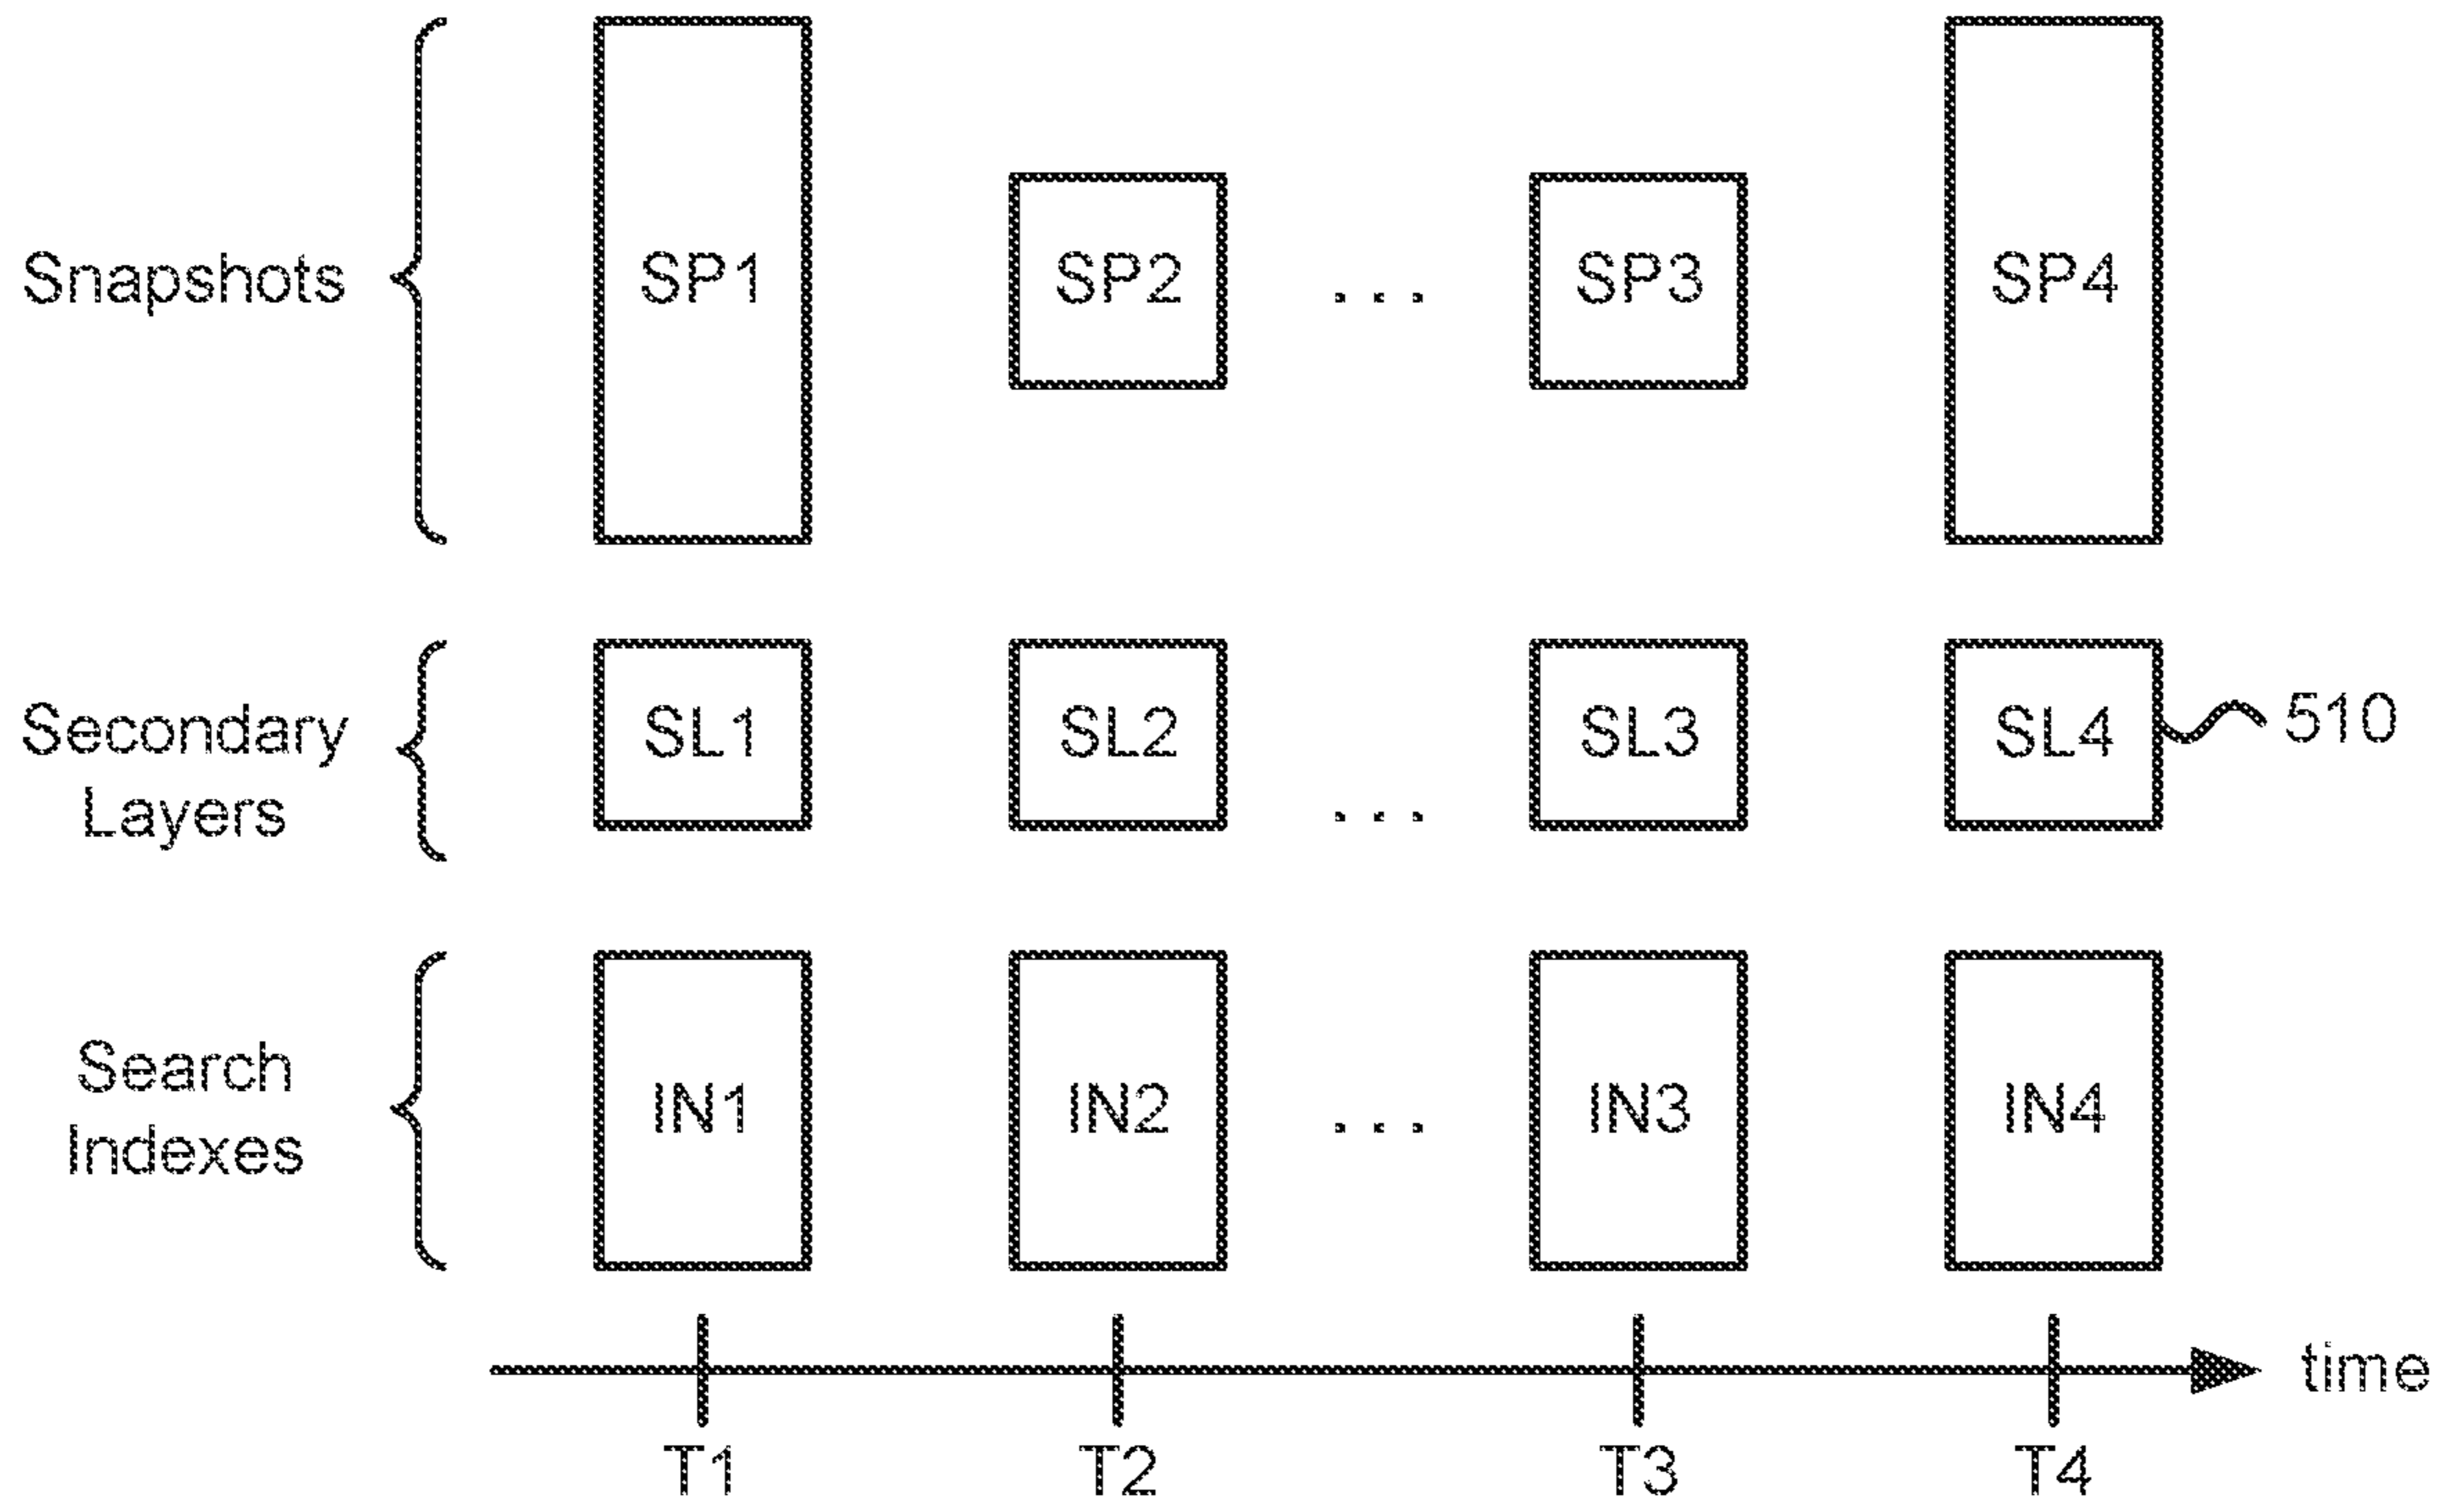 Snapshots
SP1
SP2
. . .
SP3
SP4
Secondary
Layers
SL1
SL2
. . .
SL3
SL4
510
Search
Indexes
IN1
IN2
. . .
IN3
IN4
time
T1
T2
T3
T4